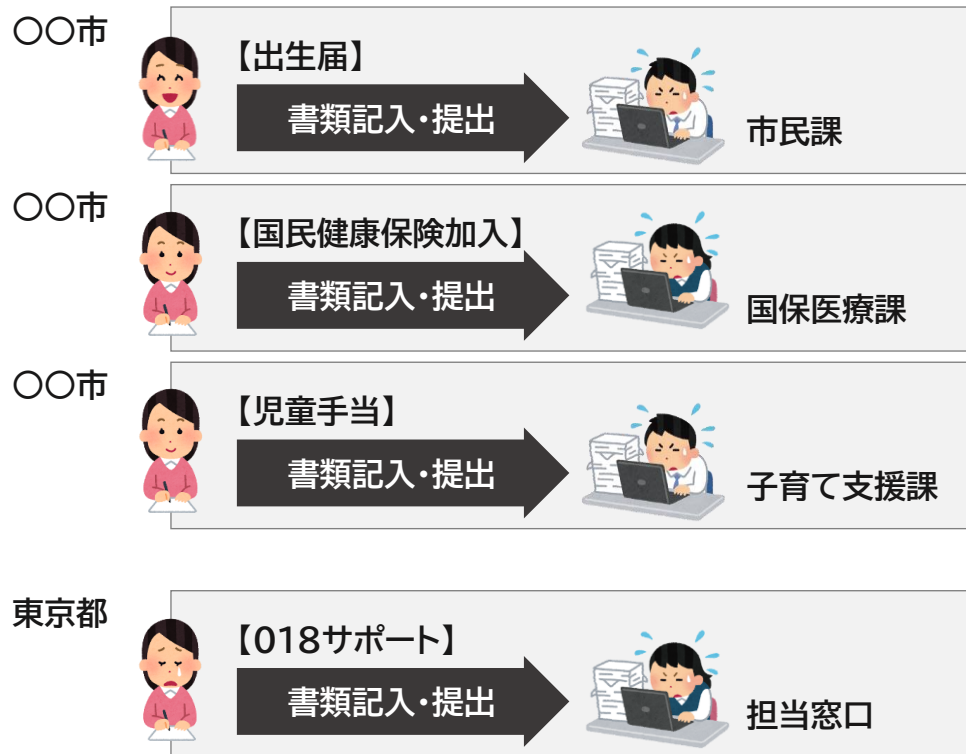 〇〇市
【出生届】
書類記入・提出
市民課
〇〇市
【国民健康保険加入】
書類記入・提出
国保医療課
〇〇市
【児童手当】
書類記入・提出
子育て支援課
東京都
【018サポート】
書類記入・提出
担当窓口